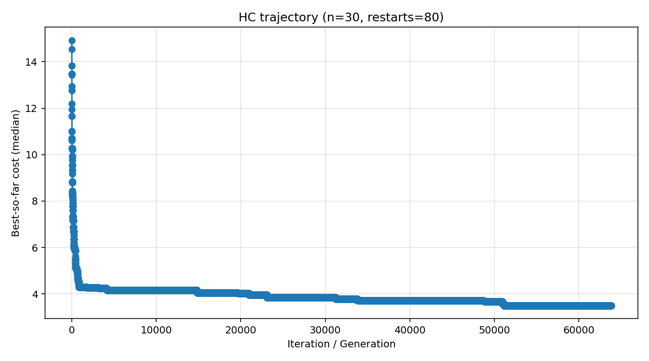 HC trajectory (n=30, restarts=80)
Best-so-far cost (median)
14
12
10
8
6
4
0 10000 20000 30000 40000 50000 60000
Iteration / Generation